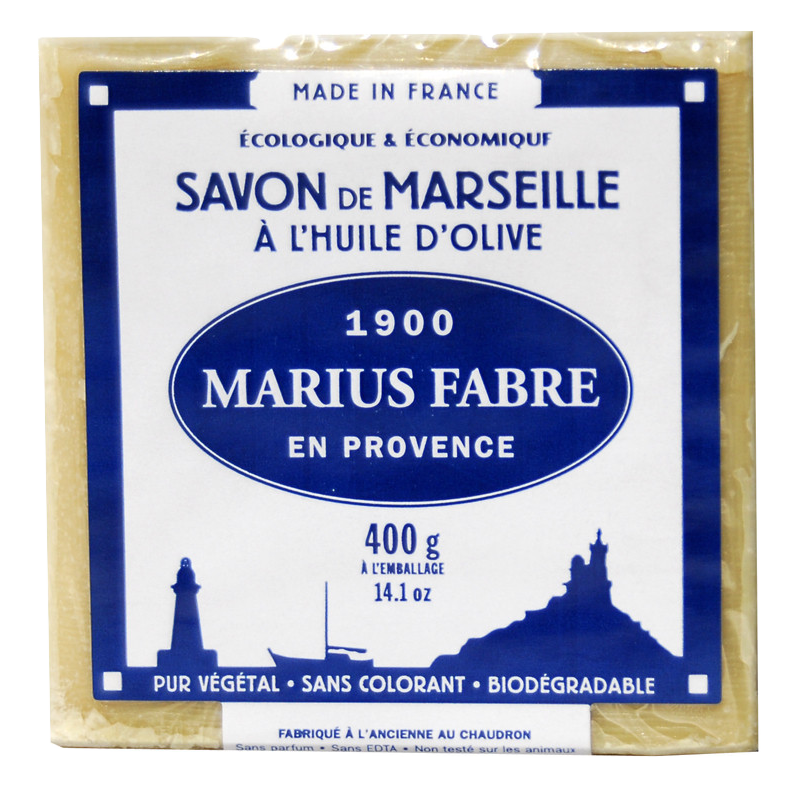 MADE IN FRANCE
ÉCOLOGIQUE & ÉCONOMIQUE
SAVON DE MARSEILLE
À L'HUILE D'OLIVE
1900
MARIUS FABRE
EN PROVENCE
400 g
À L'EMBALLAGE
14.1 oz
PUR VÉGÉTAL • SANS COLORANT • BIODÉGRADABLE
FABRIQUÉ À L'ANCIENNE AU CHAUDRON
Sans parfum • Sans EDTA • Non testé sur les animaux